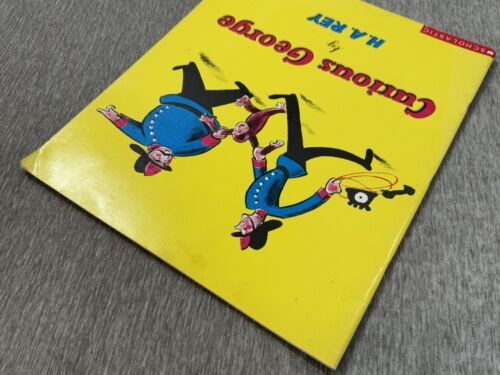 Curious George
by
H. A. REY
SCHOLASTIC